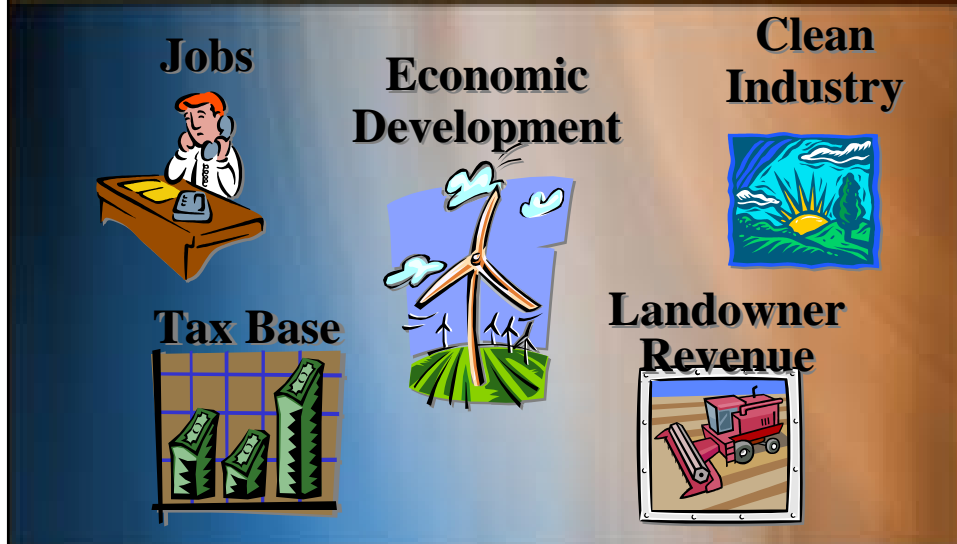 Jobs
Economic
Development
Clean
Industry
Tax Base
Landowner
Revenue